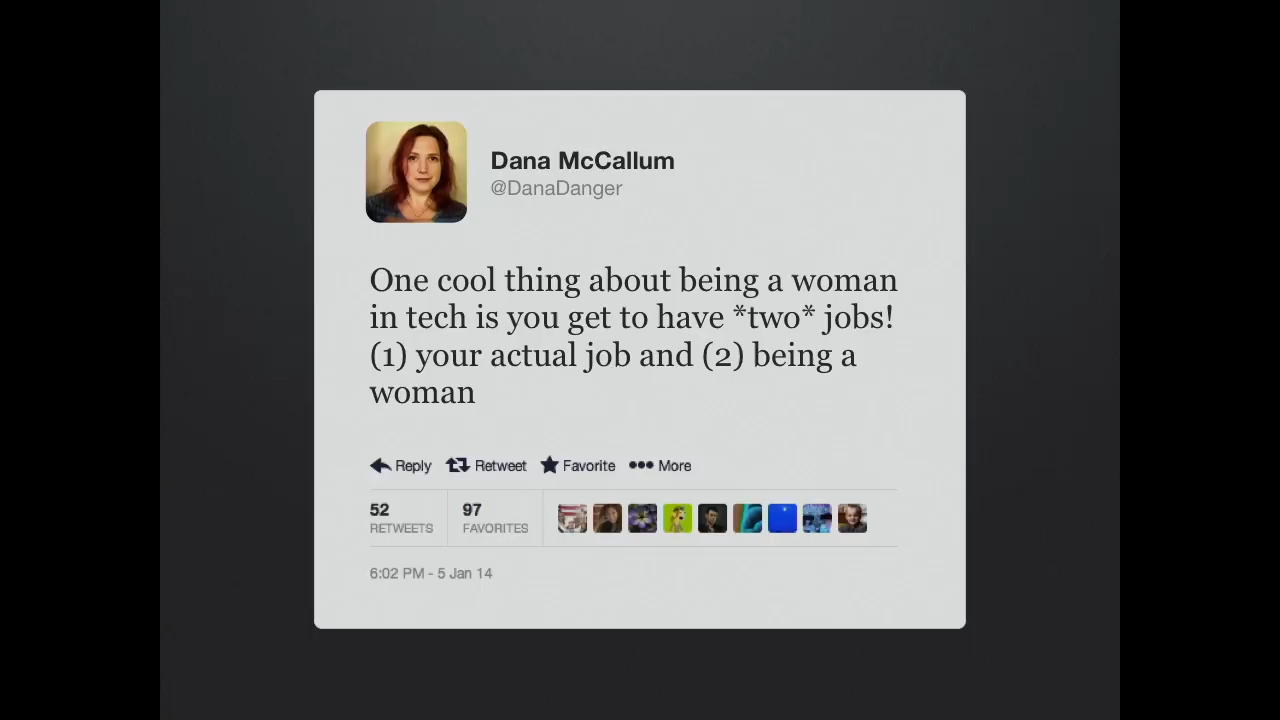 Dana McCallum
@DanaDanger
One cool thing about being a woman
in tech is you get to have *two* jobs!
(1) your actual job and (2) being a
woman
Reply Retweet Favorite More
52 97
RETWEETS FAVORITES
6:02 PM - 5 Jan 14